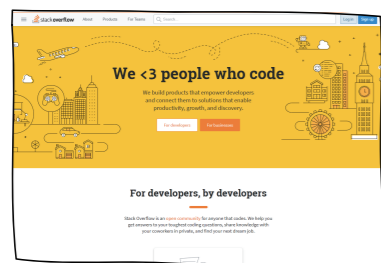 stack overflow About Products For Teams Search... Log in Sign up
We <3 people who code
We build products that empower developers
and connect them to solutions that enable
productivity, growth, and discovery.
For developers For businesses
For developers, by developers
Stack Overflow is an open community for anyone that codes. We help you
get answers to your toughest coding questions, share knowledge with
your coworkers in private, and find your next dream job.